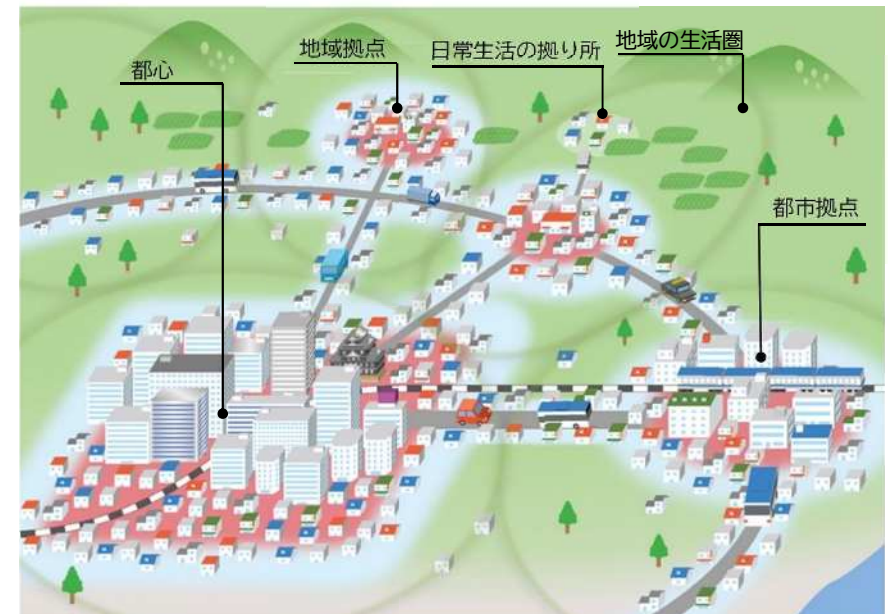 都心
地域拠点
日常生活の拠り所
地域の生活圏
都市拠点